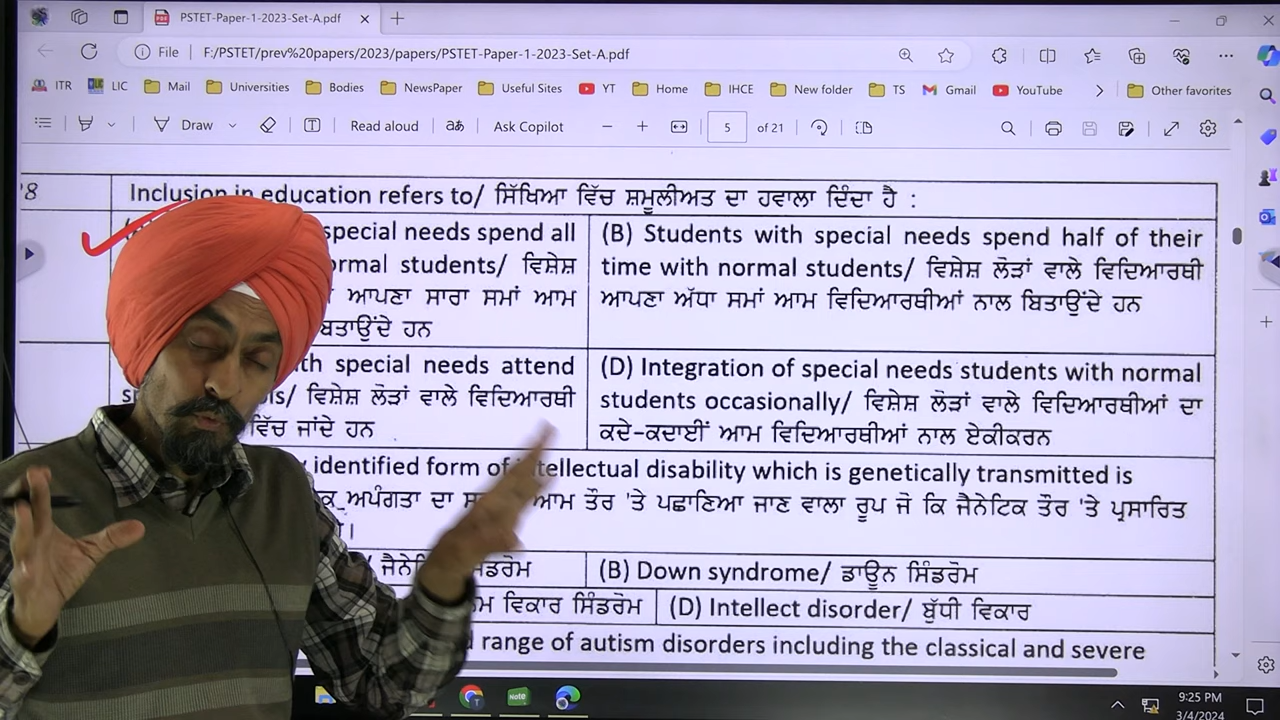 PSTET-Paper-1-2023-Set-A.pdf
File F:/PSTET/prev%20papers/2023/papers/PSTET-Paper-1-2023-Set-A.pdf
ITR LIC Mail Universities Bodies NewsPaper Useful Sites YT Home IHCE New folder TS Gmail YouTube Other favorites
Draw Read aloud aあ Ask Copilot 5 of 21
Inclusion in education refers to/ ਸਿੱਖਿਆ ਵਿੱਚ ਸ਼ਮੂਲੀਅਤ ਦਾ ਹਵਾਲਾ ਦਿੰਦਾ ਹੈ :
special needs spend all
normal students/ ਵਿਸ਼ੇਸ਼
ਆਪਣਾ ਸਾਰਾ ਸਮਾਂ ਆਮ
ਬਤਾਉਂਦੇ ਹਨ
(B) Students with special needs spend half of their
time with normal students/ ਵਿਸ਼ੇਸ਼ ਲੋੜਾਂ ਵਾਲੇ ਵਿਦਿਆਰਥੀ
ਆਪਣਾ ਅੱਧਾ ਸਮਾਂ ਆਮ ਵਿਦਿਆਰਥੀਆਂ ਨਾਲ ਬਿਤਾਉਂਦੇ ਹਨ
special needs attend
ਵਿਸ਼ੇਸ਼ ਲੋੜਾਂ ਵਾਲੇ ਵਿਦਿਆਰਥੀ
ਵਿੱਚ ਜਾਂਦੇ ਹਨ
(D) Integration of special needs students with normal
students occasionally/ ਵਿਸ਼ੇਸ਼ ਲੋੜਾਂ ਵਾਲੇ ਵਿਦਿਆਰਥੀਆਂ ਦਾ
ਕਦੇ-ਕਦਾਈਂ ਆਮ ਵਿਦਿਆਰਥੀਆਂ ਨਾਲ ਏਕੀਕਰਨ
identified form of intellectual disability which is genetically transmitted is
ਅਪੰਗਤਾ ਦਾ ਆਮ ਤੌਰ 'ਤੇ ਪਛਾਣਿਆ ਜਾਣ ਵਾਲਾ ਰੂਪ ਜੋ ਕਿ ਜੈਨੇਟਿਕ ਤੌਰ 'ਤੇ ਪ੍ਰਸਾਰਿਤ
(B) Down syndrome/ ਡਾਊਨ ਸਿੰਡਰੋਮ
ਵਿਕਾਰ ਸਿੰਡਰੋਮ (D) Intellect disorder/ ਬੁੱਧੀ ਵਿਕਾਰ
range of autism disorders including the classical and severe
Note
9:25 PM
3/4/2024